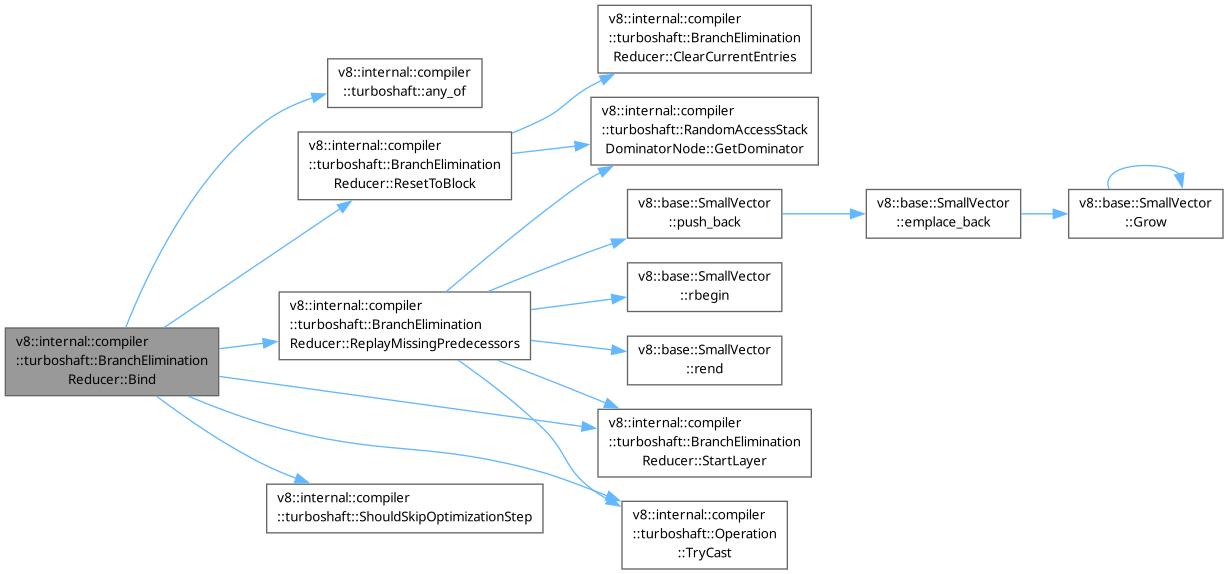 v8::internal::compiler
::turboshaft::BranchElimination
Reducer::Bind
v8::internal::compiler
::turboshaft::any_of
v8::internal::compiler
::turboshaft::BranchElimination
Reducer::ResetToBlock
v8::internal::compiler
::turboshaft::BranchElimination
Reducer::ReplayMissingPredecessors
v8::internal::compiler
::turboshaft::ShouldSkipOptimizationStep
v8::internal::compiler
::turboshaft::BranchElimination
Reducer::ClearCurrentEntries
v8::internal::compiler
::turboshaft::RandomAccessStack
DominatorNode::GetDominator
v8::base::SmallVector
::push_back
v8::base::SmallVector
::rbegin
v8::base::SmallVector
::rend
v8::internal::compiler
::turboshaft::BranchElimination
Reducer::StartLayer
v8::internal::compiler
::turboshaft::Operation
::TryCast
v8::base::SmallVector
::emplace_back
v8::base::SmallVector
::Grow